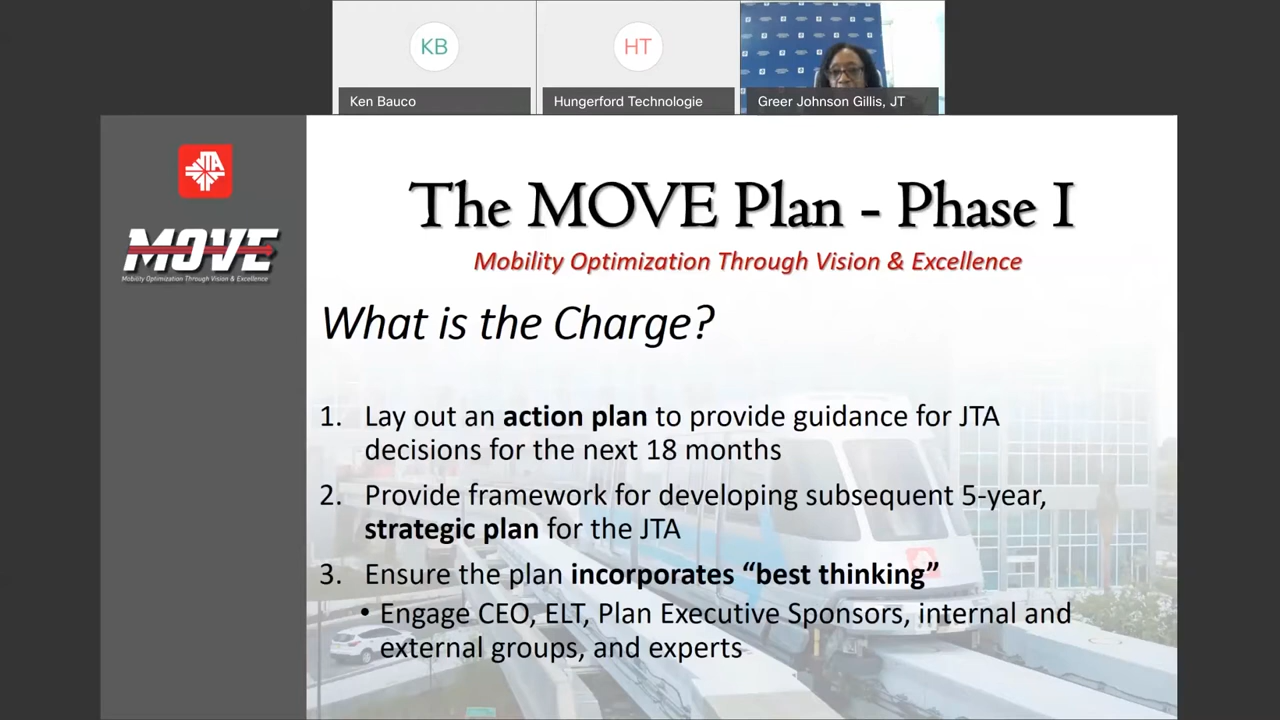 KB
HT
Ken Bauco
Hungerford Technologie
Greer Johnson Gillis, JT
JTA
MOVE
Mobility Optimization Through Vision & Excellence
The MOVE Plan - Phase I
Mobility Optimization Through Vision & Excellence
What is the Charge?
1. Lay out an action plan to provide guidance for JTA
decisions for the next 18 months
2. Provide framework for developing subsequent 5-year,
strategic plan for the JTA
3. Ensure the plan incorporates “best thinking”
• Engage CEO, ELT, Plan Executive Sponsors, internal and
external groups, and experts